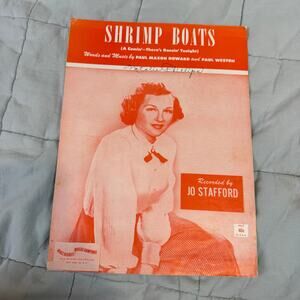 SHRIMP BOATS
(A Comin'—There's Dancin' Tonight)
Words and Music by PAUL MASON HOWARD and PAUL WESTON
Recorded by
JO STAFFORD